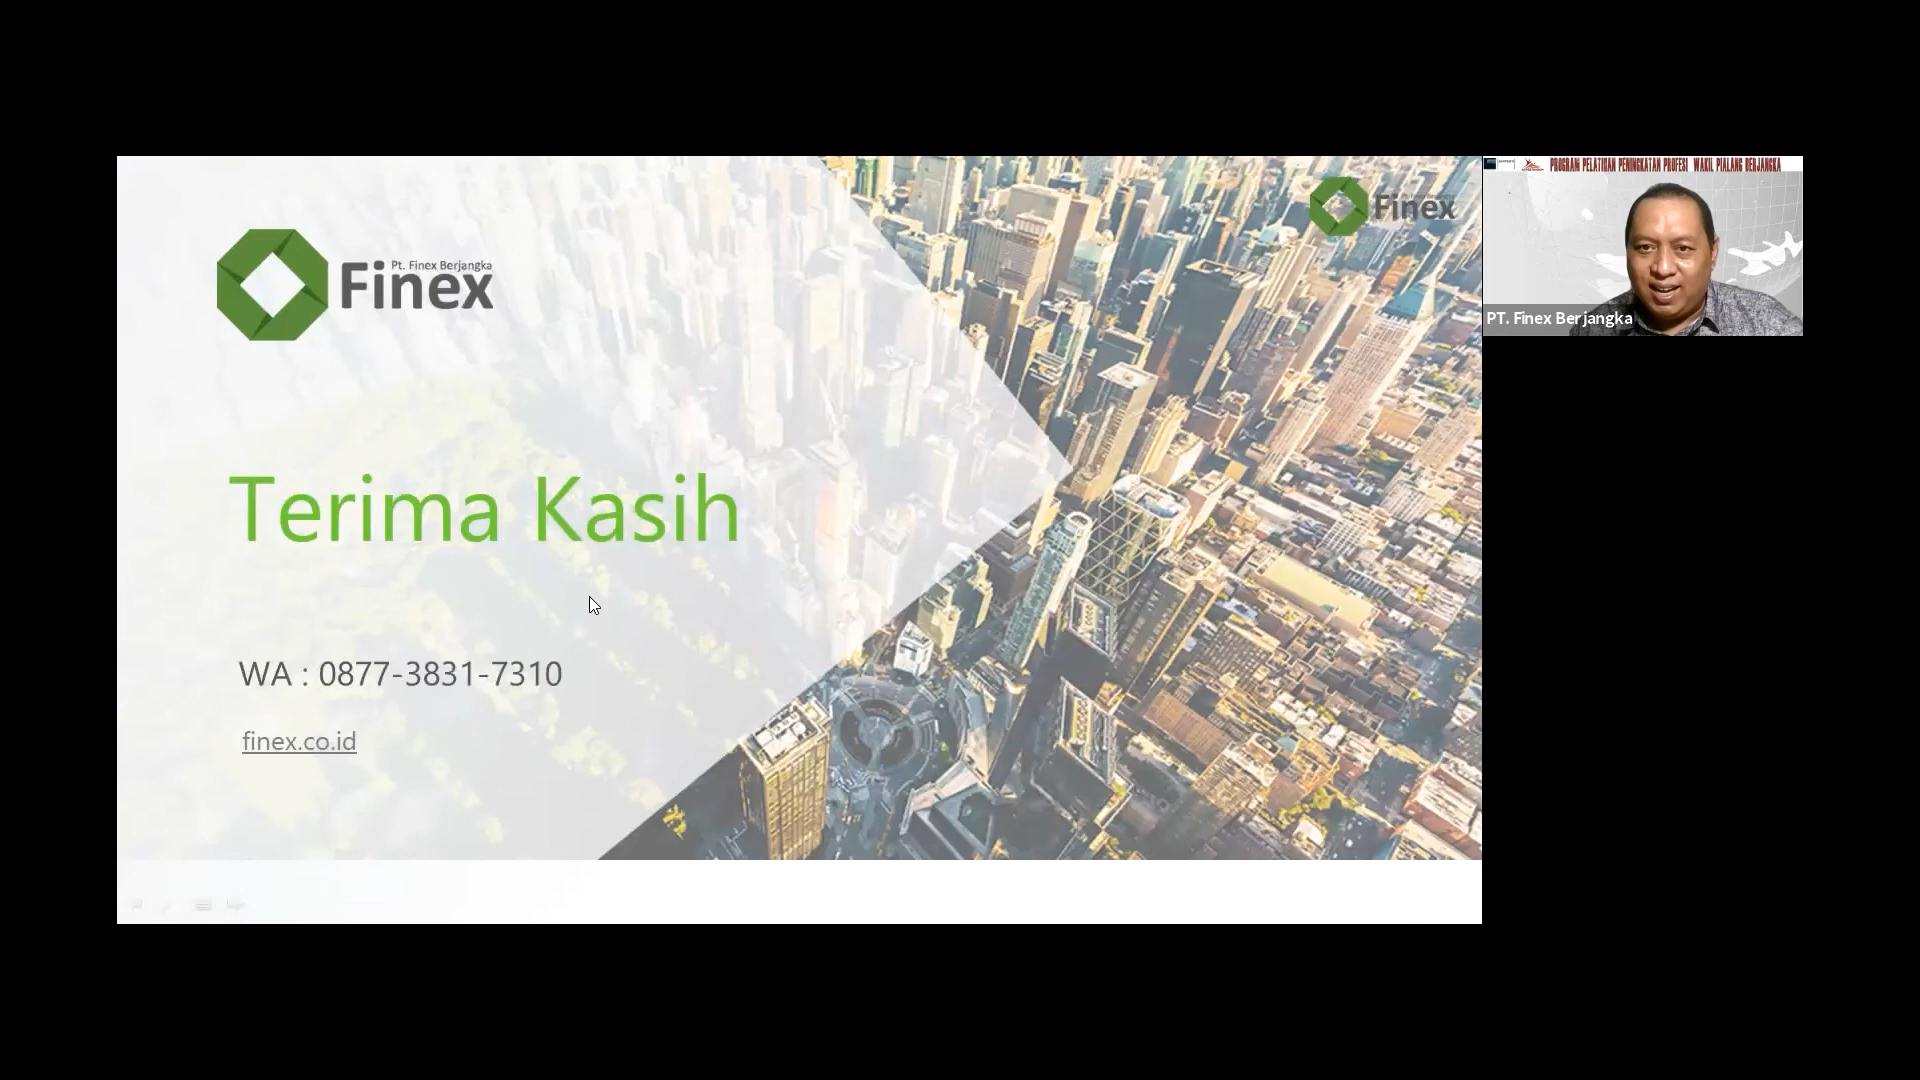 Pt. Finex Berjangka
Finex
Finex
Terima Kasih
WA : 0877-3831-7310
finex.co.id
PROGRAM PELATIHAN PENINGKATAN PROFESI WAKIL PIALANG BERJANGKA
PT. Finex Berjangka